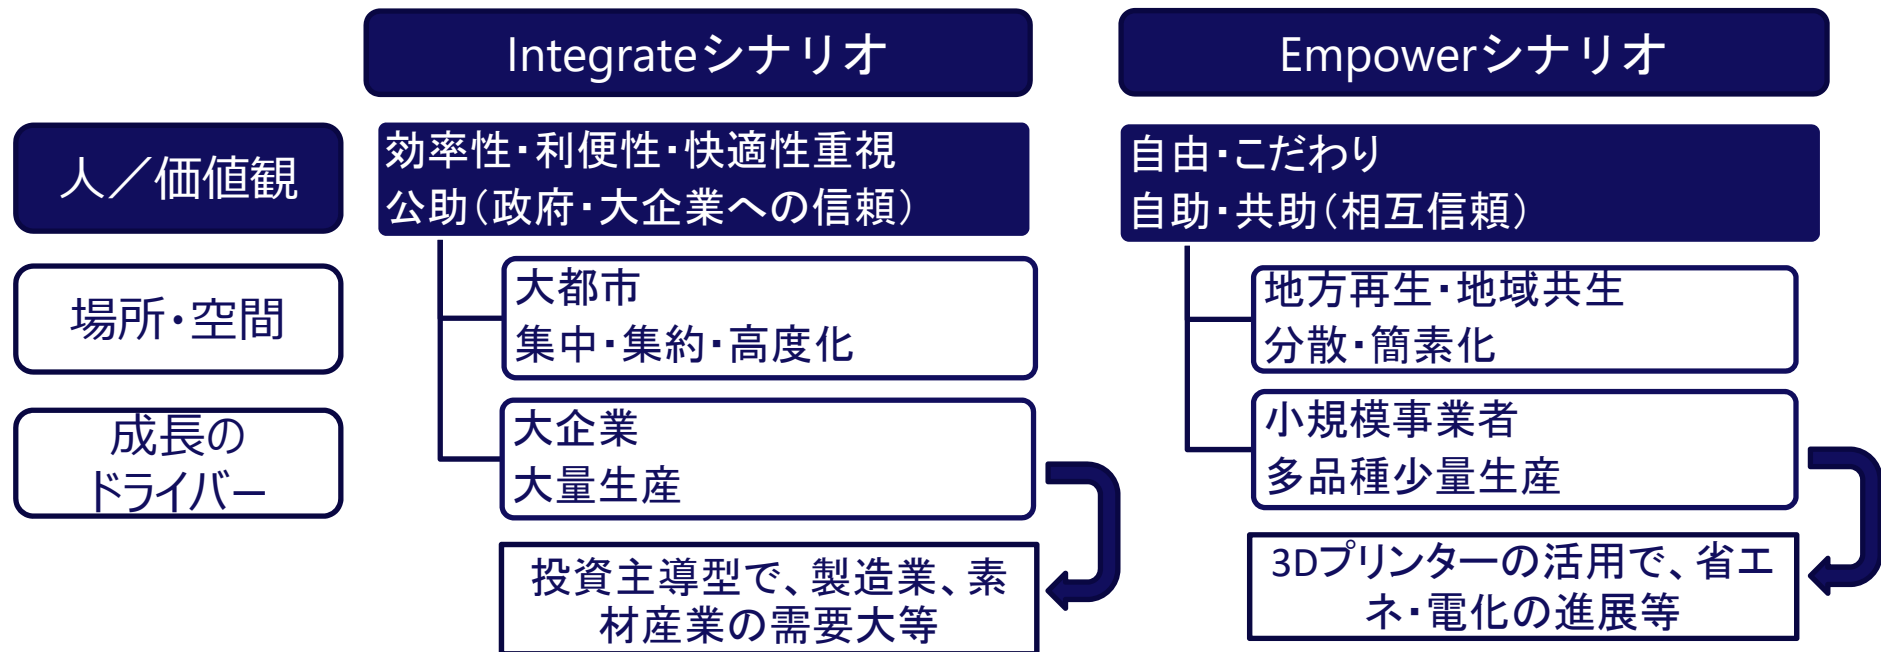 Integrateシナリオ
Empowerシナリオ
人／価値観
効率性・利便性・快適性重視
公助（政府・大企業への信頼）
自由・こだわり
自助・共助（相互信頼）
場所・空間
大都市
集中・集約・高度化
地方再生・地域共生
分散・簡素化
成長の
ドライバー
大企業
大量生産
小規模事業者
多品種少量生産
投資主導型で、製造業、素
材産業の需要大等
3Dプリンターの活用で、省エ
ネ・電化の進展等